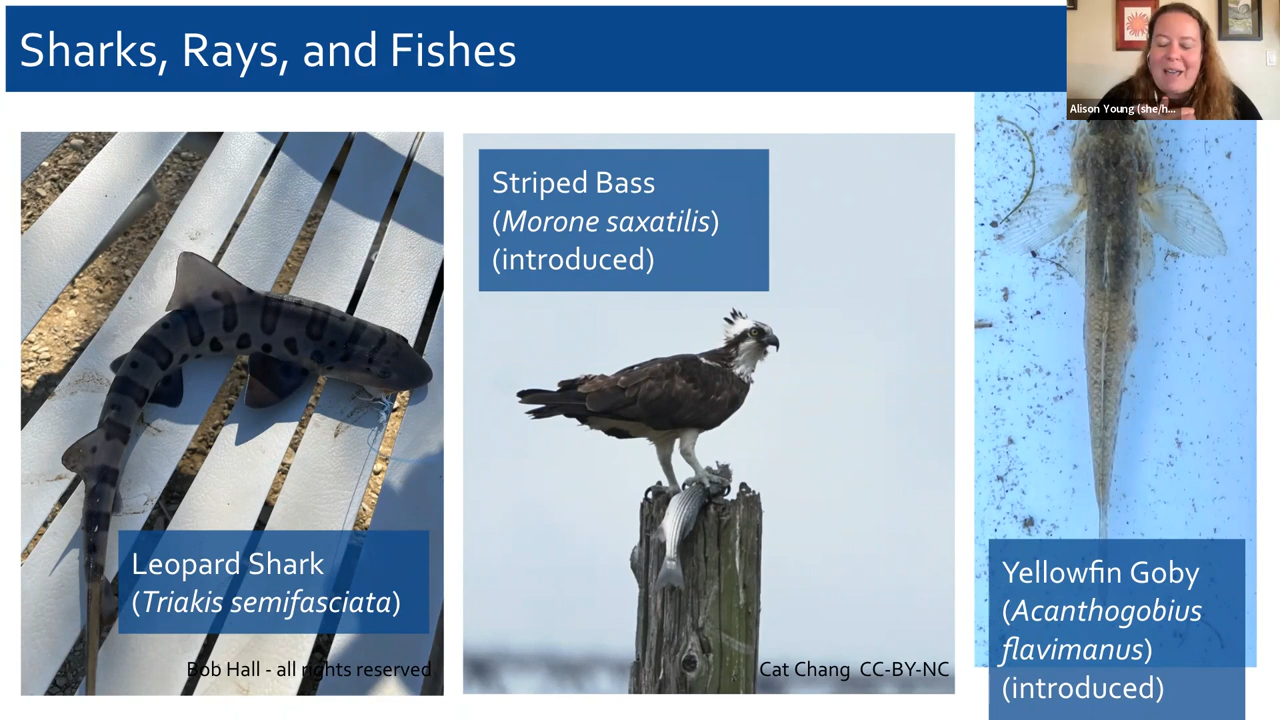 Sharks, Rays, and Fishes
Alison Young (she/h...
Striped Bass
(Morone saxatilis)
(introduced)
Leopard Shark
(Triakis semifasciata)
Bob Hall - all rights reserved
Cat Chang CC-BY-NC
Yellowfin Goby
(Acanthogobius
flavimanus)
(introduced)